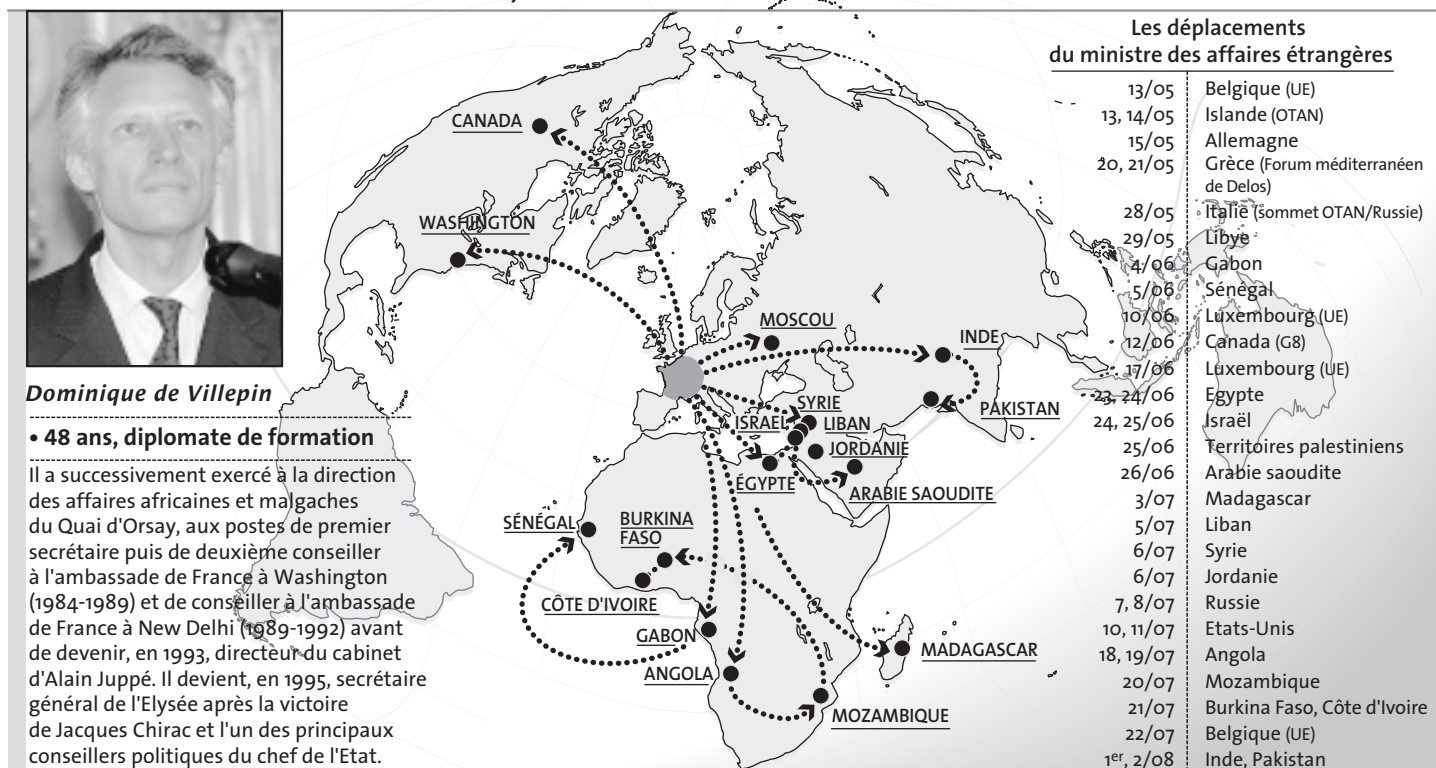 Dominique de Villepin
• 48 ans, diplomate de formation
Il a successivement exercé à la direction
des affaires africaines et malgaches
du Quai d'Orsay, aux postes de premier
secrétaire puis de deuxième conseiller
à l'ambassade de France à Washington
(1984-1989) et de conseiller à l'ambassade
de France à New Delhi (1989-1992) avant
de devenir, en 1993, directeur du cabinet
d'Alain Juppé. Il devient, en 1995, secrétaire
général de l'Elysée après la victoire
de Jacques Chirac et l'un des principaux
conseillers politiques du chef de l'Etat.
CANADA
WASHINGTON
MOSCOU
INDE
PAKISTAN
SYRIE
ISRAËL
LIBAN
JORDANIE
ÉGYPTE
ARABIE SAOUDITE
SÉNÉGAL
BURKINA
FASO
CÔTE D'IVOIRE
GABON
ANGOLA
MADAGASCAR
MOZAMBIQUE
Les déplacements
du ministre des affaires étrangères
13/05 Belgique (UE)
13, 14/05 Islande (OTAN)
15/05 Allemagne
20, 21/05 Grèce (Forum méditerranéen
de Delos)
28/05 Italie (sommet OTAN/Russie)
29/05 Libye
4/06 Gabon
5/06 Sénégal
10/06 Luxembourg (UE)
12/06 Canada (G8)
17/06 Luxembourg (UE)
23, 24/06 Egypte
24, 25/06 Israël
25/06 Territoires palestiniens
26/06 Arabie saoudite
3/07 Madagascar
5/07 Liban
6/07 Syrie
6/07 Jordanie
7, 8/07 Russie
10, 11/07 Etats-Unis
18, 19/07 Angola
20/07 Mozambique
21/07 Burkina Faso, Côte d'Ivoire
22/07 Belgique (UE)
1er, 2/08 Inde, Pakistan